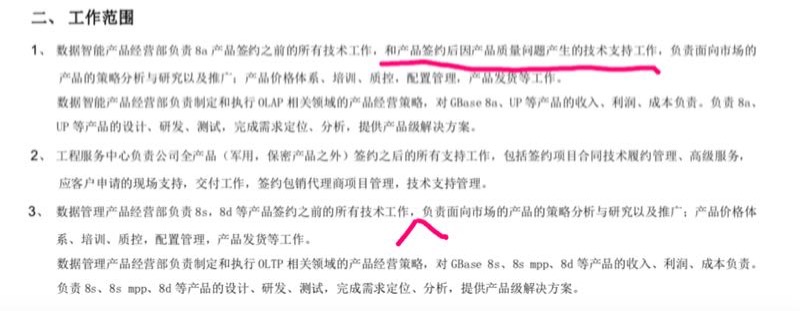 二、工作范围
1、数据智能产品经营部负责 8a 产品签约之前的所有技术工作，和产品签约后因产品质量问题产生的技术支持工作，负责面向市场的
产品的策略分析与研究以及推广；产品价格体系、培训、质控，配置管理，产品发货等工作。
数据智能产品经营部负责制定和执行 OLAP 相关领域的产品经营策略，对 GBase 8a、UP 等产品的收入、利润、成本负责。负责 8a、
UP 等产品的设计、研发、测试，完成需求定位、分析，提供产品级解决方案。
2、工程服务中心负责公司全产品（军用，保密产品之外）签约之后的所有支持工作，包括签约项目合同技术履约管理、高级服务，
应客户申请的现场支持，交付工作，签约包销代理商项目管理，技术支持管理。
3、数据管理产品经营部负责 8s，8d 等产品签约之前的所有技术工作，负责面向市场的产品的策略分析与研究以及推广；产品价格体
系、培训、质控，配置管理，产品发货等工作。
数据管理产品经营部负责制定和执行 OLTP 相关领域的产品经营策略，对 GBase 8s、8s mpp、8d 等产品的收入、利润、成本负责。
负责 8s、8s mpp、8d 等产品的设计、研发、测试，完成需求定位、分析，提供产品级解决方案。